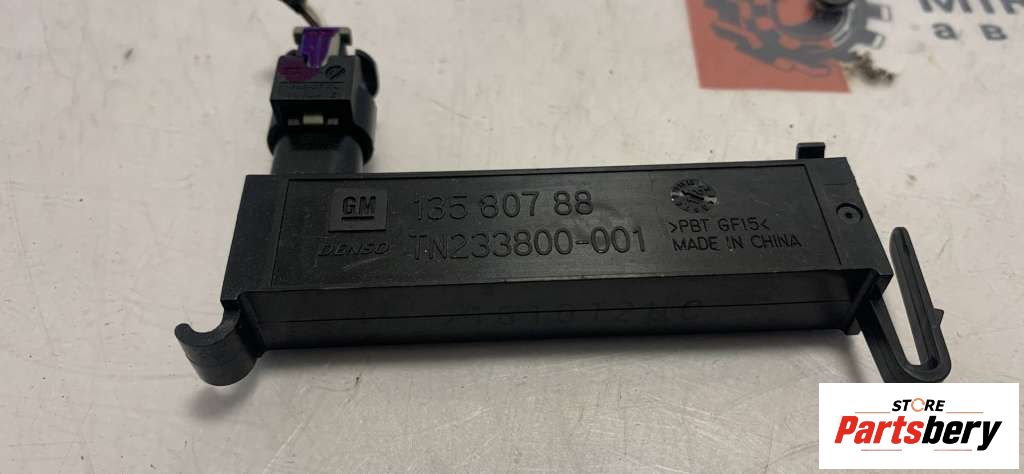 GM
135 807 88
DENSO
TN233800-001
>PBT GF15<
MADE IN CHINA
STORE
Partsbery